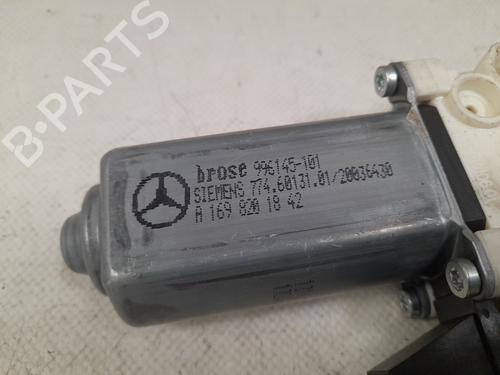 B-PARTS
brose 996145-101
SIEMENS 774.60131.01/20036430
A 169 820 18 42